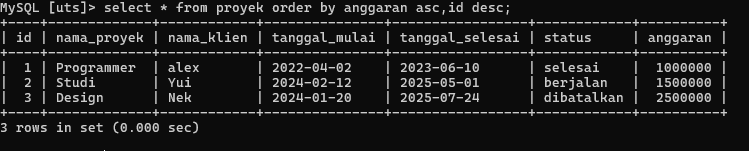 MySQL [uts]> select * from proyek order by anggaran asc,id desc;
+----+-------------+------------+---------------+-----------------+------------+----------+
| id | nama_proyek | nama_klien | tanggal_mulai | tanggal_selesai | status     | anggaran |
+----+-------------+------------+---------------+-----------------+------------+----------+
|  1 | Programmer  | alex       | 2022-04-02    | 2023-06-10      | selesai    |  1000000 |
|  2 | Studi       | Yui        | 2024-02-12    | 2025-05-01      | berjalan   |  1500000 |
|  3 | Design      | Nek        | 2024-01-20    | 2025-07-24      | dibatalkan |  2500000 |
+----+-------------+------------+---------------+-----------------+------------+----------+
3 rows in set (0.000 sec)